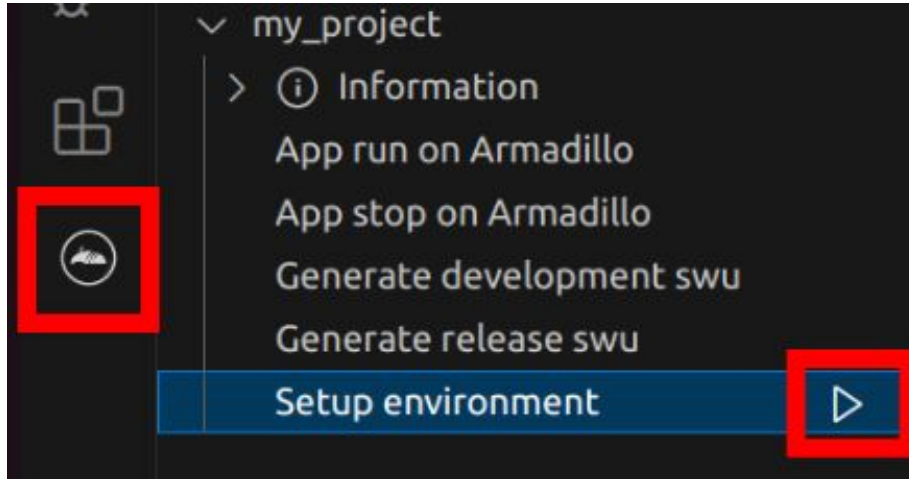 my_project
Information
App run on Armadillo
App stop on Armadillo
Generate development swu
Generate release swu
Setup environment